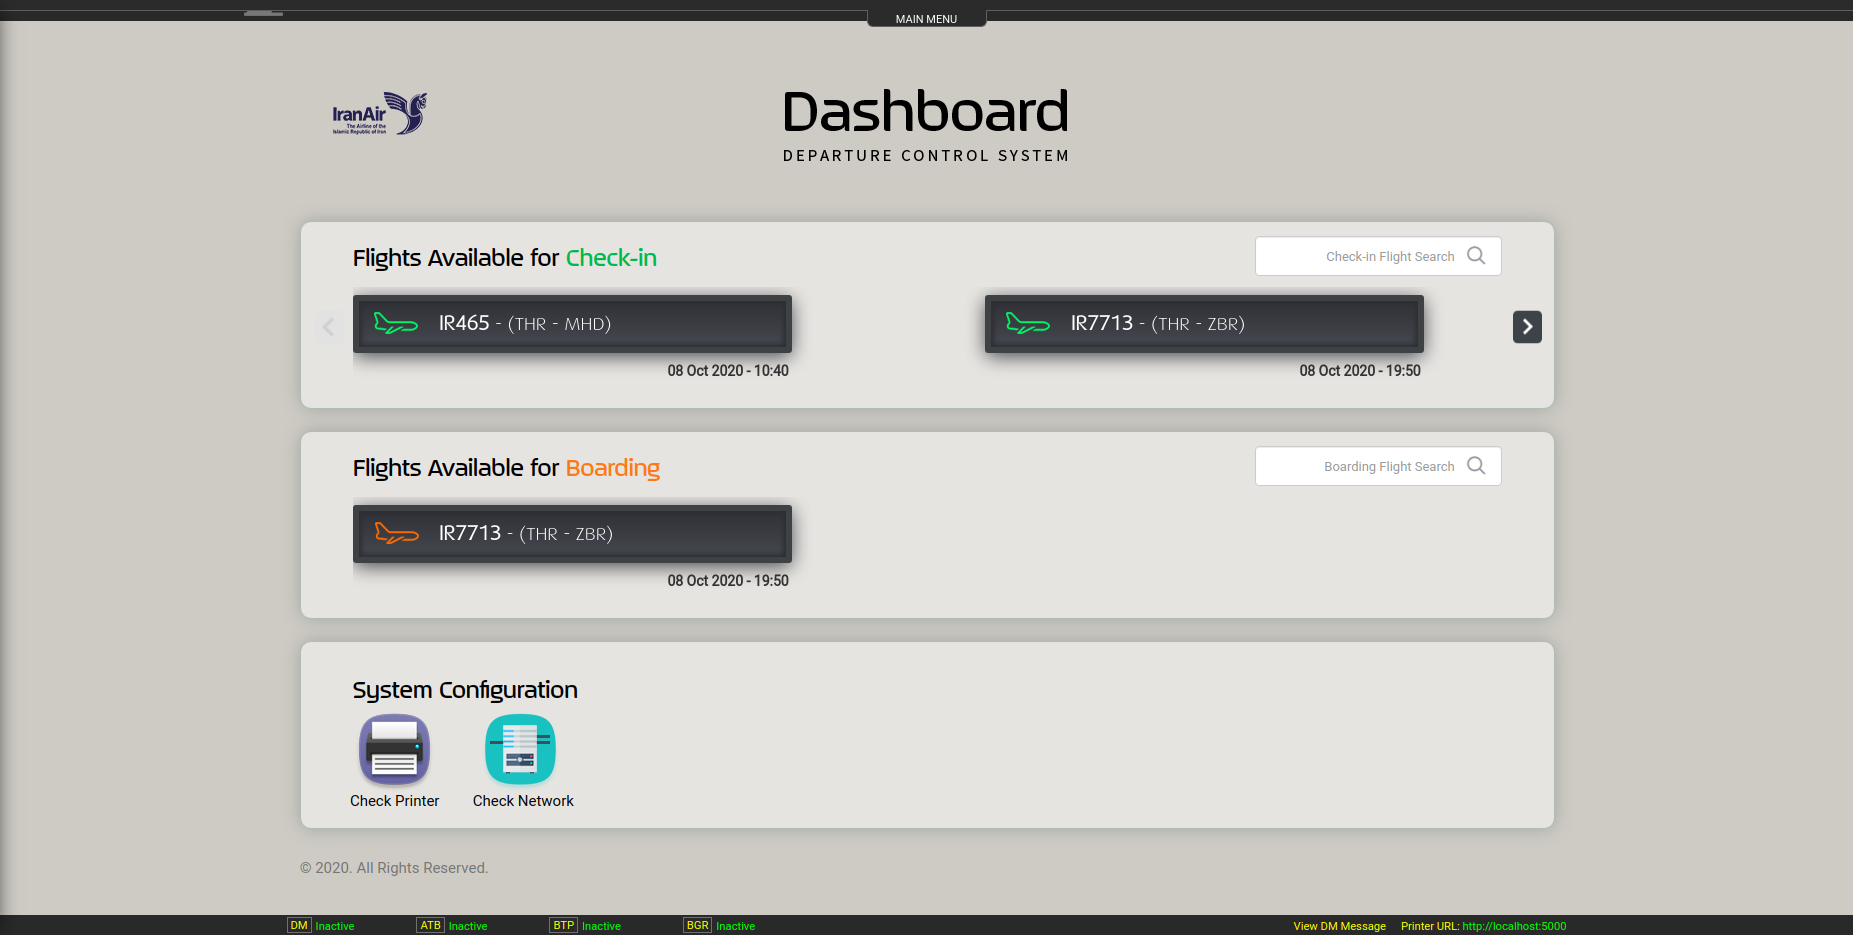 MAIN MENU
IranAir
The Airline of the
Islamic Republic of Iran
Dashboard
DEPARTURE CONTROL SYSTEM
Flights Available for Check-in
Check-in Flight Search
IR465 - (THR - MHD)
08 Oct 2020 - 10:40
IR7713 - (THR - ZBR)
08 Oct 2020 - 19:50
Flights Available for Boarding
Boarding Flight Search
IR7713 - (THR - ZBR)
08 Oct 2020 - 19:50
System Configuration
Check Printer
Check Network
© 2020. All Rights Reserved.
DM Inactive ATB Inactive BTP Inactive BGR Inactive View DM Message Printer URL: http://localhost:5000